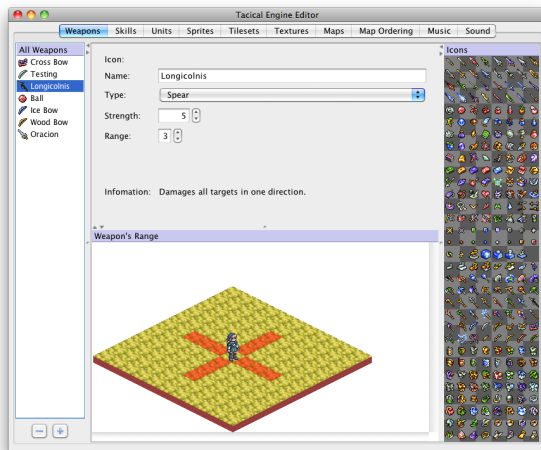 Tacical Engine Editor
Weapons Skills Units Sprites Tilesets Textures Maps Map Ordering Music Sound
All Weapons
Cross Bow
Testing
Longicolnis
Ball
Ice Bow
Wood Bow
Oracion
Icon:
Name: Longicolnis
Type: Spear
Strength: 5
Range: 3
Infomation: Damages all targets in one direction.
Weapon's Range
Icons